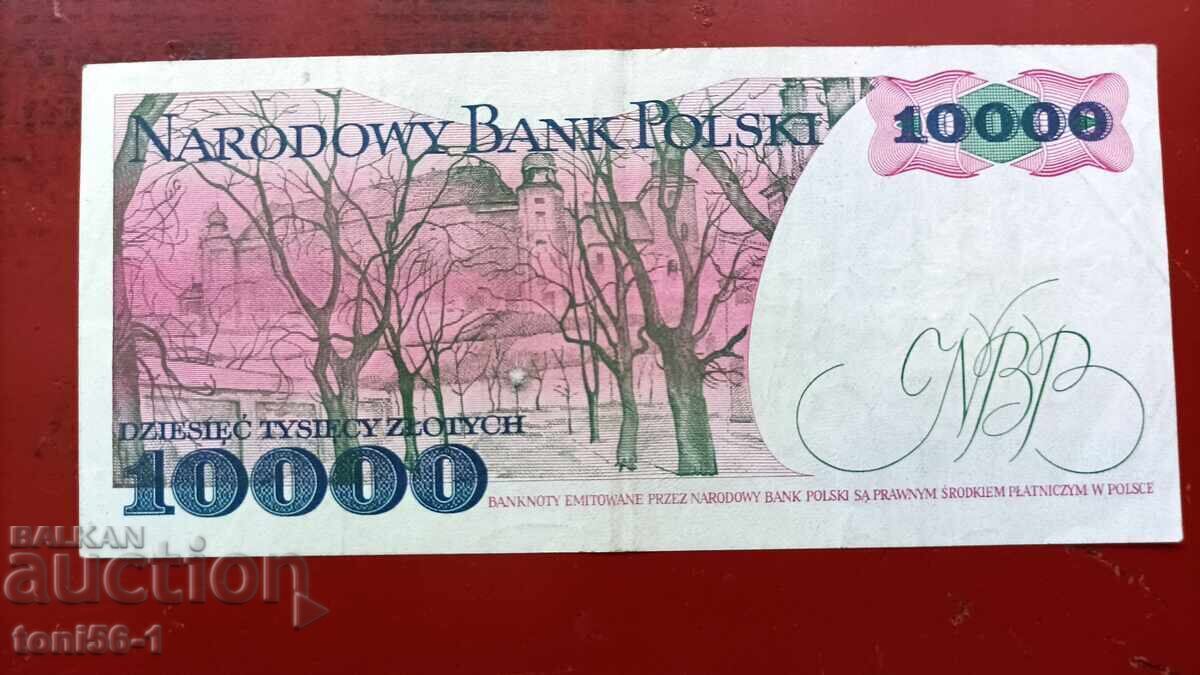 NARODOWY BANK POLSKI
10000
NBP
DZIESIĘĆ TYSIĘCY ZŁOTYCH
10000
BANKNOTY EMITOWANE PRZEZ NARODOWY BANK POLSKI SĄ PRAWNYM ŚRODKIEM PŁATNICZYM W POLSCE
BALKAN
auction
toni56-1